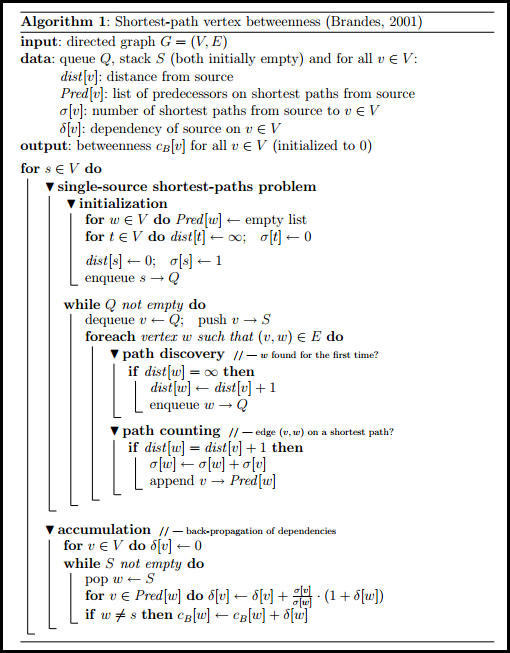 Algorithm 1: Shortest-path vertex betweenness (Brandes, 2001)
input: directed graph G = (V, E)
data: queue Q, stack S (both initially empty) and for all v ∈ V:
dist[v]: distance from source
Pred[v]: list of predecessors on shortest paths from source
σ[v]: number of shortest paths from source to v ∈ V
δ[v]: dependency of source on v ∈ V
output: betweenness c_B[v] for all v ∈ V (initialized to 0)
for s ∈ V do
▼ single-source shortest-paths problem
▼ initialization
for w ∈ V do Pred[w] ← empty list
for t ∈ V do dist[t] ← ∞; σ[t] ← 0
dist[s] ← 0; σ[s] ← 1
enqueue s → Q
while Q not empty do
dequeue v ← Q; push v → S
foreach vertex w such that (v, w) ∈ E do
▼ path discovery // — w found for the first time?
if dist[w] = ∞ then
dist[w] ← dist[v] + 1
enqueue w → Q
▼ path counting // — edge (v, w) on a shortest path?
if dist[w] = dist[v] + 1 then
σ[w] ← σ[w] + σ[v]
append v → Pred[w]
▼ accumulation // — back-propagation of dependencies
for v ∈ V do δ[v] ← 0
while S not empty do
pop w ← S
for v ∈ Pred[w] do δ[v] ← δ[v] + σ[v]/σ[w] · (1 + δ[w])
if w ≠ s then c_B[w] ← c_B[w] + δ[w]